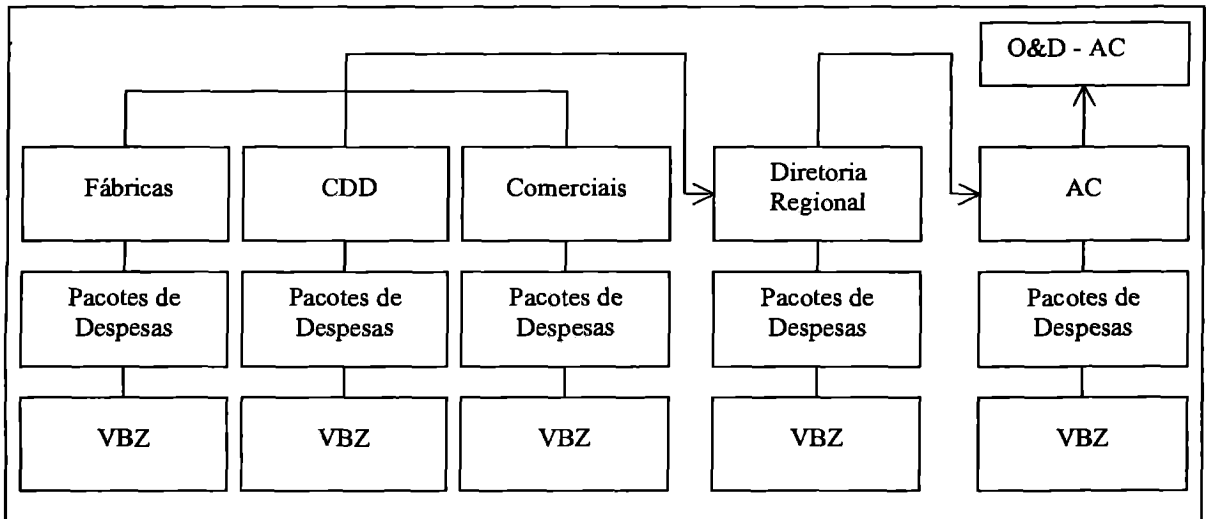 O&D - AC
Fábricas
CDD
Comerciais
Diretoria
Regional
AC
Pacotes de
Despesas
Pacotes de
Despesas
Pacotes de
Despesas
Pacotes de
Despesas
Pacotes de
Despesas
VBZ
VBZ
VBZ
VBZ
VBZ